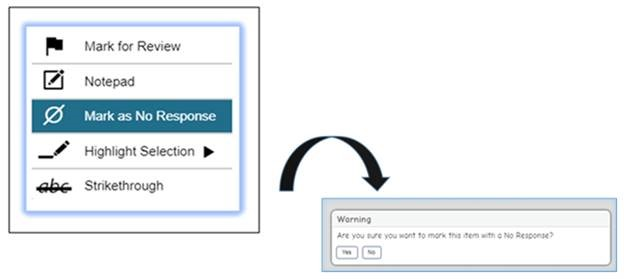 Mark for Review
Notepad
Mark as No Response
Highlight Selection
abc Strikethrough
Warning
Are you sure you want to mark this item with a No Response?
Yes No